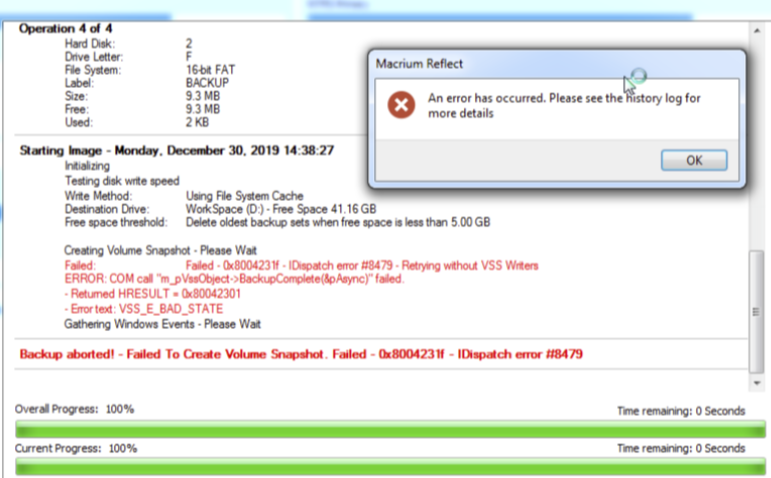 Operation 4 of 4
Hard Disk: 2
Drive Letter: F
File System: 16-bit FAT
Label: BACKUP
Size: 9.3 MB
Free: 9.3 MB
Used: 2 KB
Macrium Reflect
An error has occurred. Please see the history log for
more details
OK
Starting Image - Monday, December 30, 2019 14:38:27
Initializing
Testing disk write speed
Write Method: Using File System Cache
Destination Drive: WorkSpace (D:) - Free Space 41.16 GB
Free space threshold: Delete oldest backup sets when free space is less than 5.00 GB
Creating Volume Snapshot - Please Wait
Failed: Failed - 0x8004231f - IDispatch error #8479 - Retrying without VSS Writers
ERROR: COM call "m_pVssObject->BackupComplete(&pAsync)" failed.
- Returned HRESULT = 0x80042301
- Error text: VSS_E_BAD_STATE
Gathering Windows Events - Please Wait
Backup aborted! - Failed To Create Volume Snapshot. Failed - 0x8004231f - IDispatch error #8479
Overall Progress: 100% Time remaining: 0 Seconds
Current Progress: 100% Time remaining: 0 Seconds